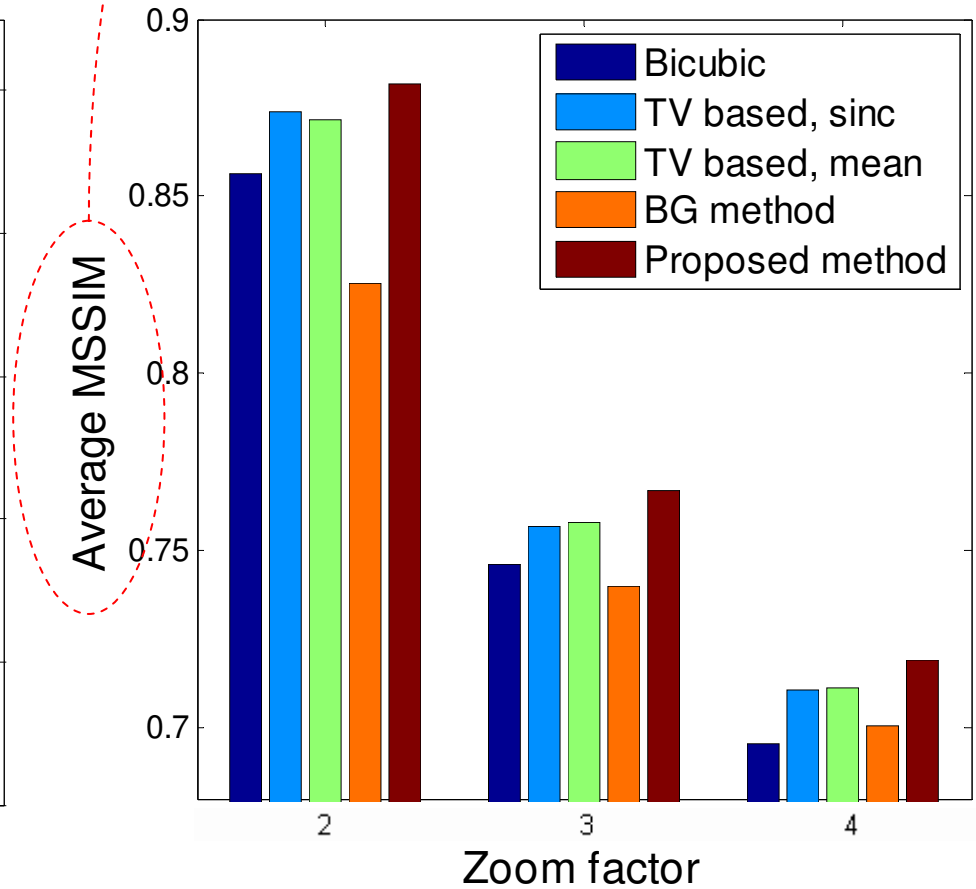 0.9
0.85
0.8
0.75
0.7
Average MSSIM
Bicubic
TV based, sinc
TV based, mean
BG method
Proposed method
2
3
4
Zoom factor